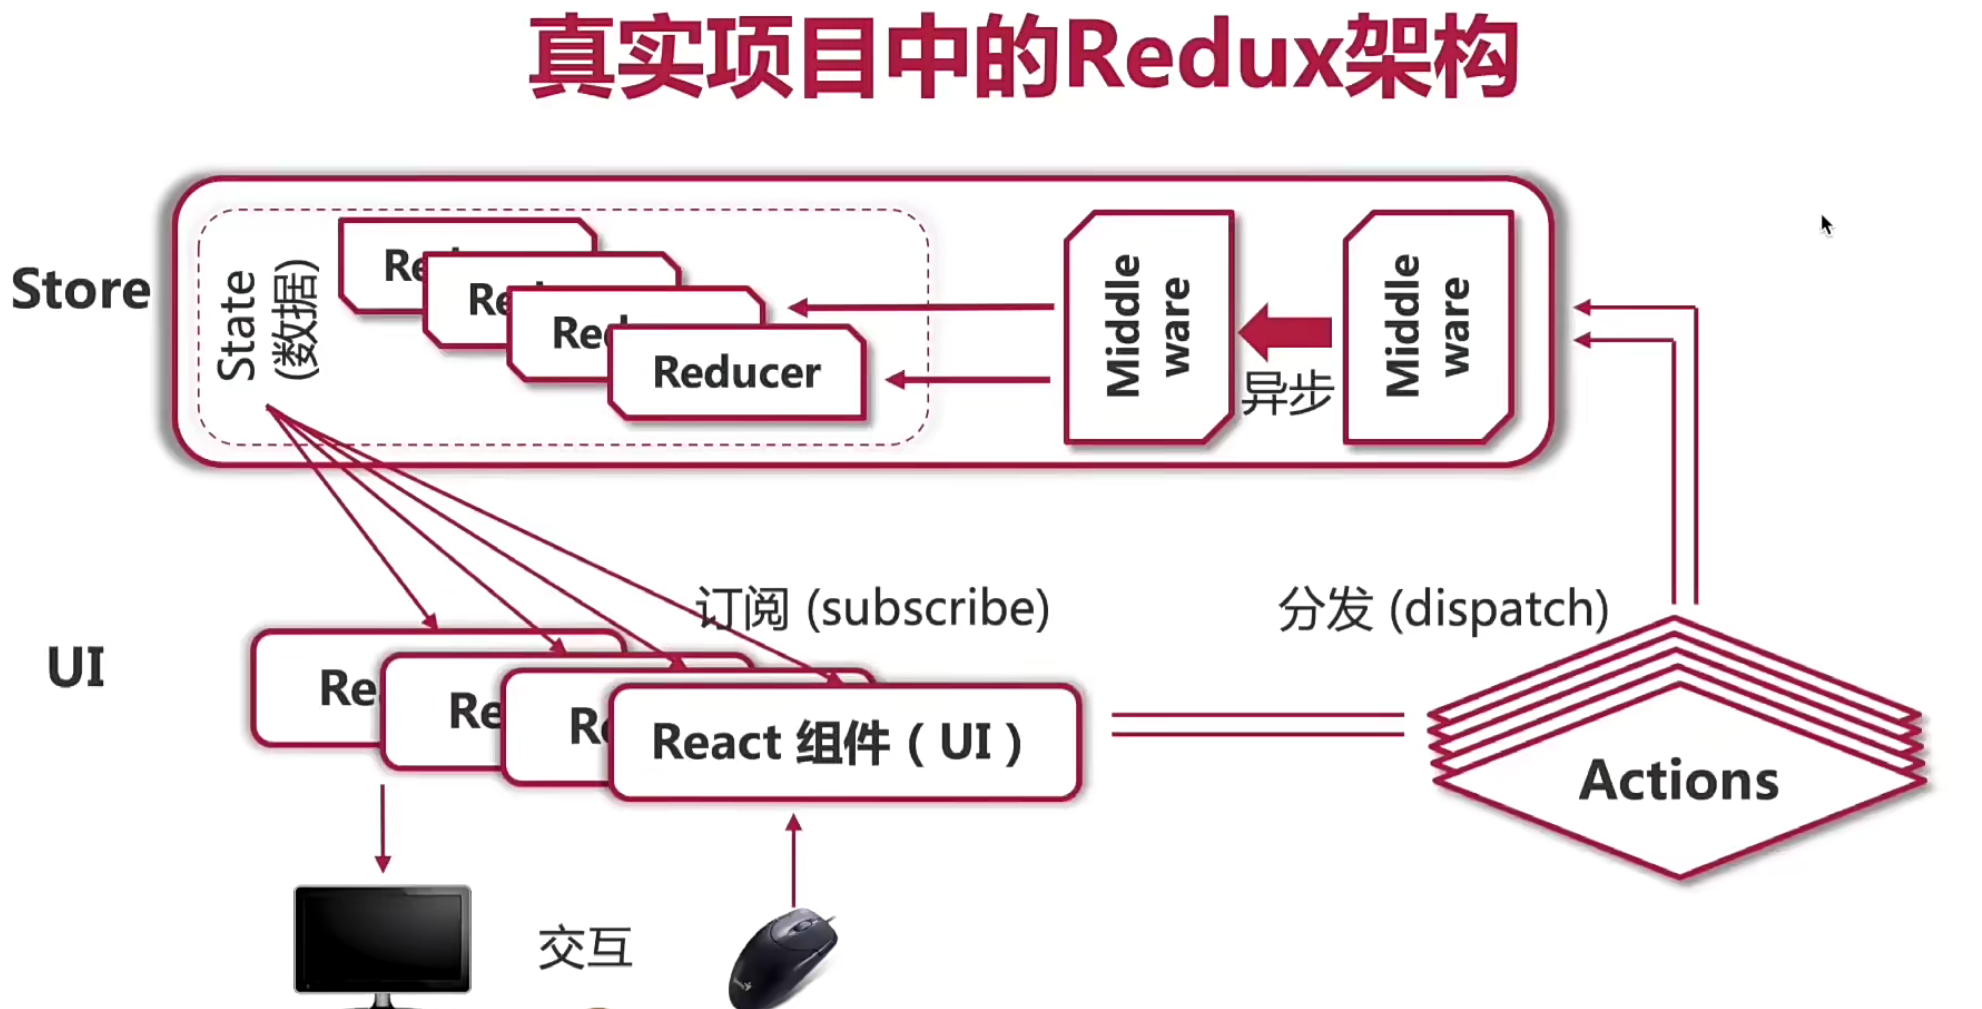 真实项目中的Redux架构
Store
State
(数据)
Re
Re
Red
Reducer
Middle
ware
异步
Middle
ware
订阅 (subscribe)
分发 (dispatch)
UI
Re
Re
Re
React 组件（UI）
Actions
交互